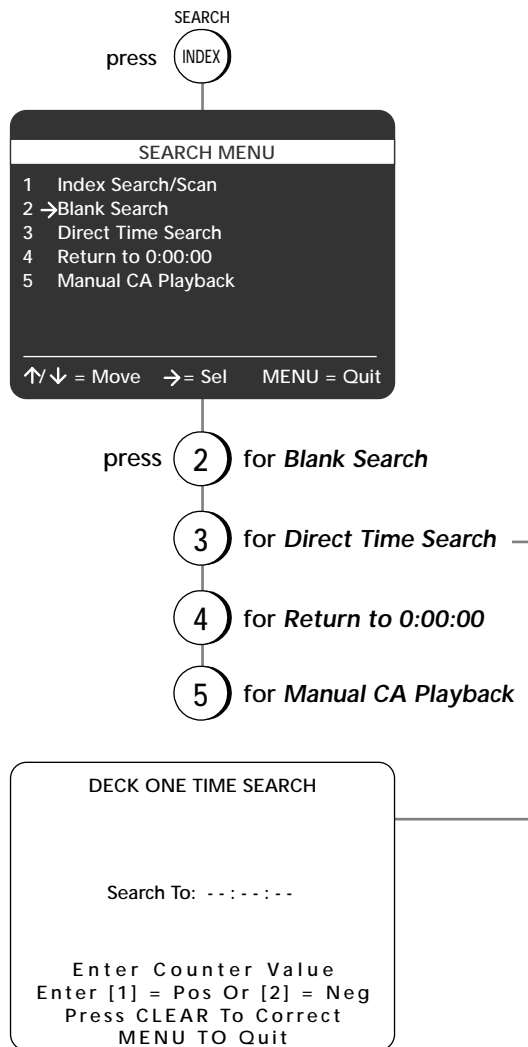 SEARCH
press INDEX
SEARCH MENU
1 Index Search/Scan
2 →Blank Search
3 Direct Time Search
4 Return to 0:00:00
5 Manual CA Playback
↑/↓ = Move →= Sel MENU = Quit
press 2 for Blank Search
3 for Direct Time Search
4 for Return to 0:00:00
5 for Manual CA Playback
DECK ONE TIME SEARCH
Search To: --:--:--
Enter Counter Value
Enter [1] = Pos Or [2] = Neg
Press CLEAR To Correct
MENU TO Quit